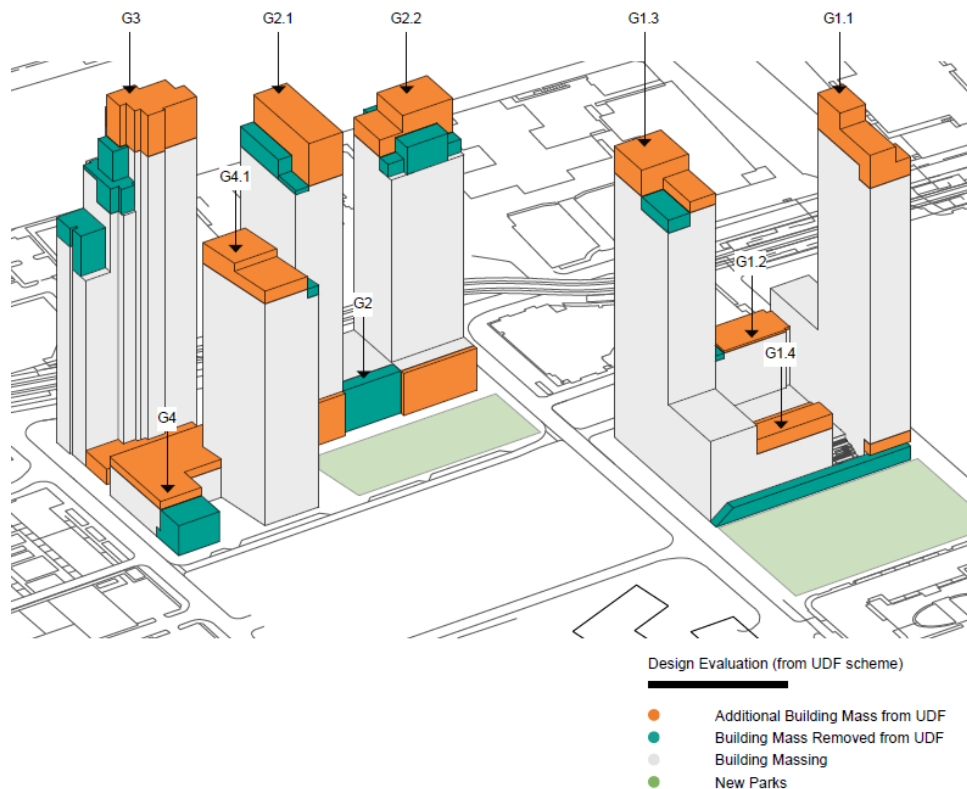 G3
G2.1
G2.2
G1.3
G1.1
G4.1
G2
G1.2
G1.4
G4
Design Evaluation (from UDF scheme)
Additional Building Mass from UDF
Building Mass Removed from UDF
Building Massing
New Parks